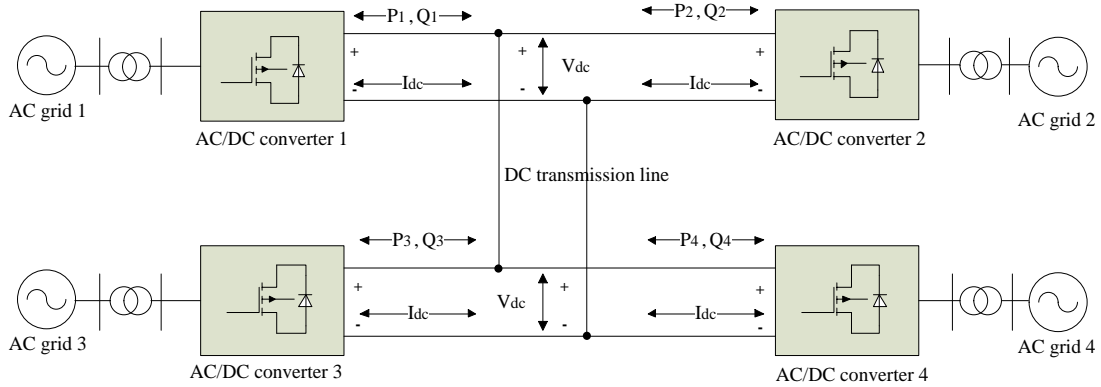 P1 , Q1
P2 , Q2
+
+
Vdc
+
Idc
Idc
-
-
-
AC grid 1
AC grid 2
AC/DC converter 1
AC/DC converter 2
DC transmission line
P3 , Q3
P4 , Q4
+
+
+
Vdc
Idc
Idc
-
-
-
AC grid 3
AC grid 4
AC/DC converter 3
AC/DC converter 4